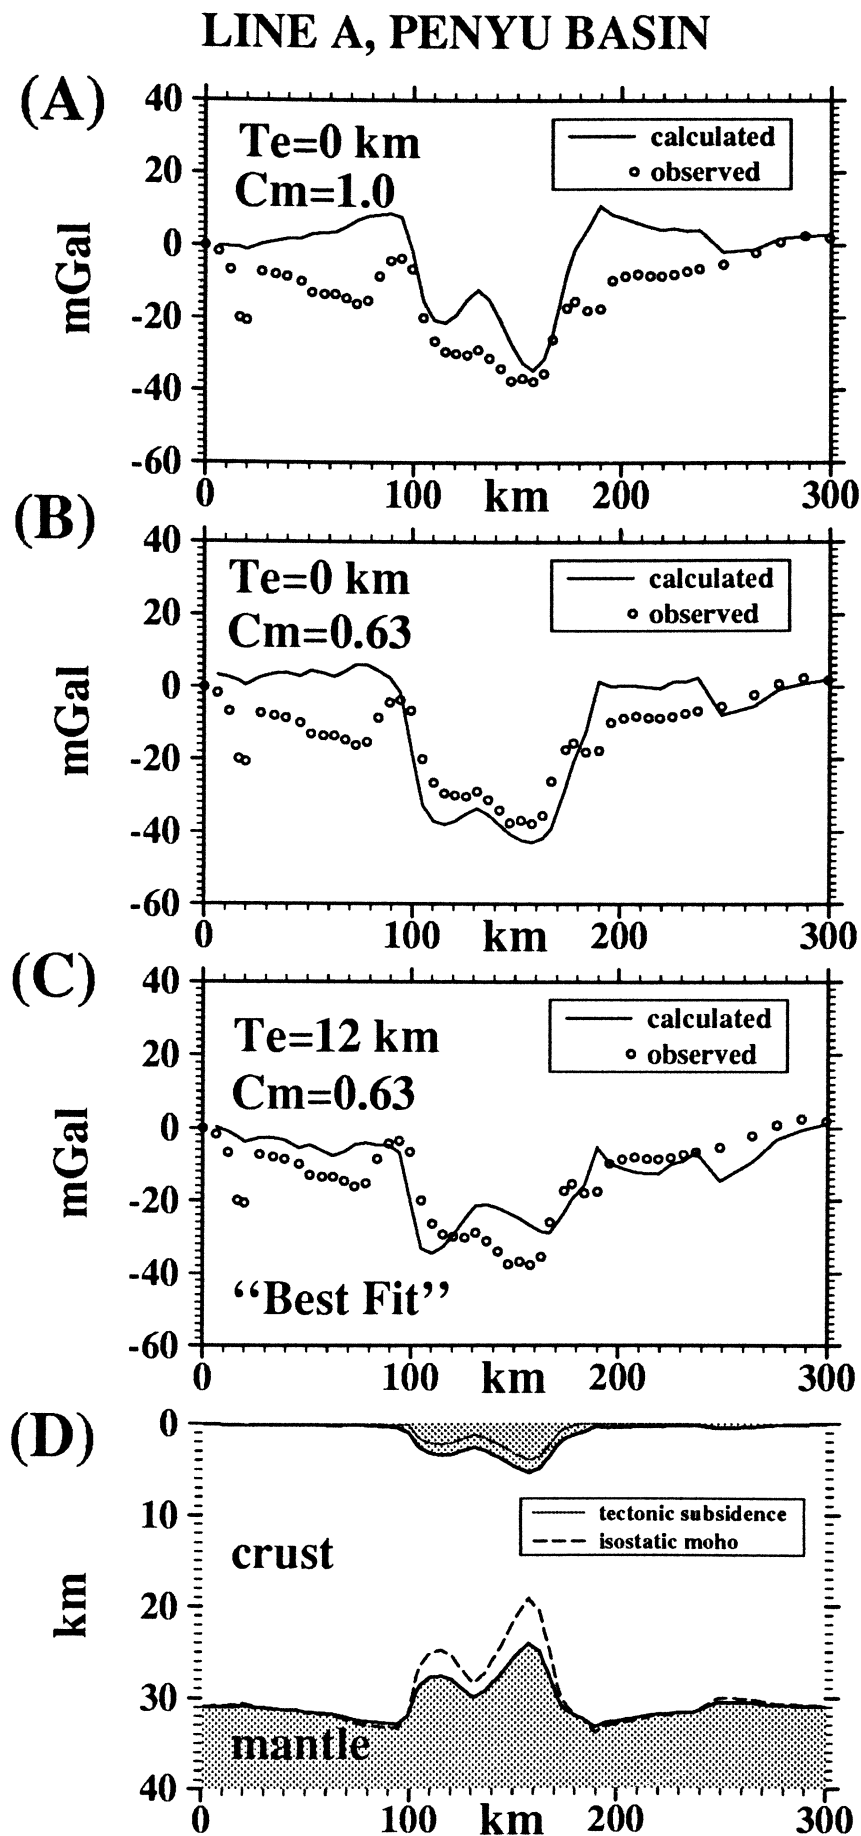 LINE A, PENYU BASIN
(A)
40
20
0
-20
-40
-60
mGal
Te=0 km
Cm=1.0
calculated
observed
0
100
km
200
300
(B)
40
20
0
-20
-40
-60
mGal
Te=0 km
Cm=0.63
calculated
observed
0
100
km
200
300
(C)
40
20
0
-20
-40
-60
mGal
Te=12 km
Cm=0.63
calculated
observed
“Best Fit”
0
100
km
200
300
(D)
0
10
20
30
40
km
tectonic subsidence
isostatic moho
crust
mantle
0
100
km
200
300